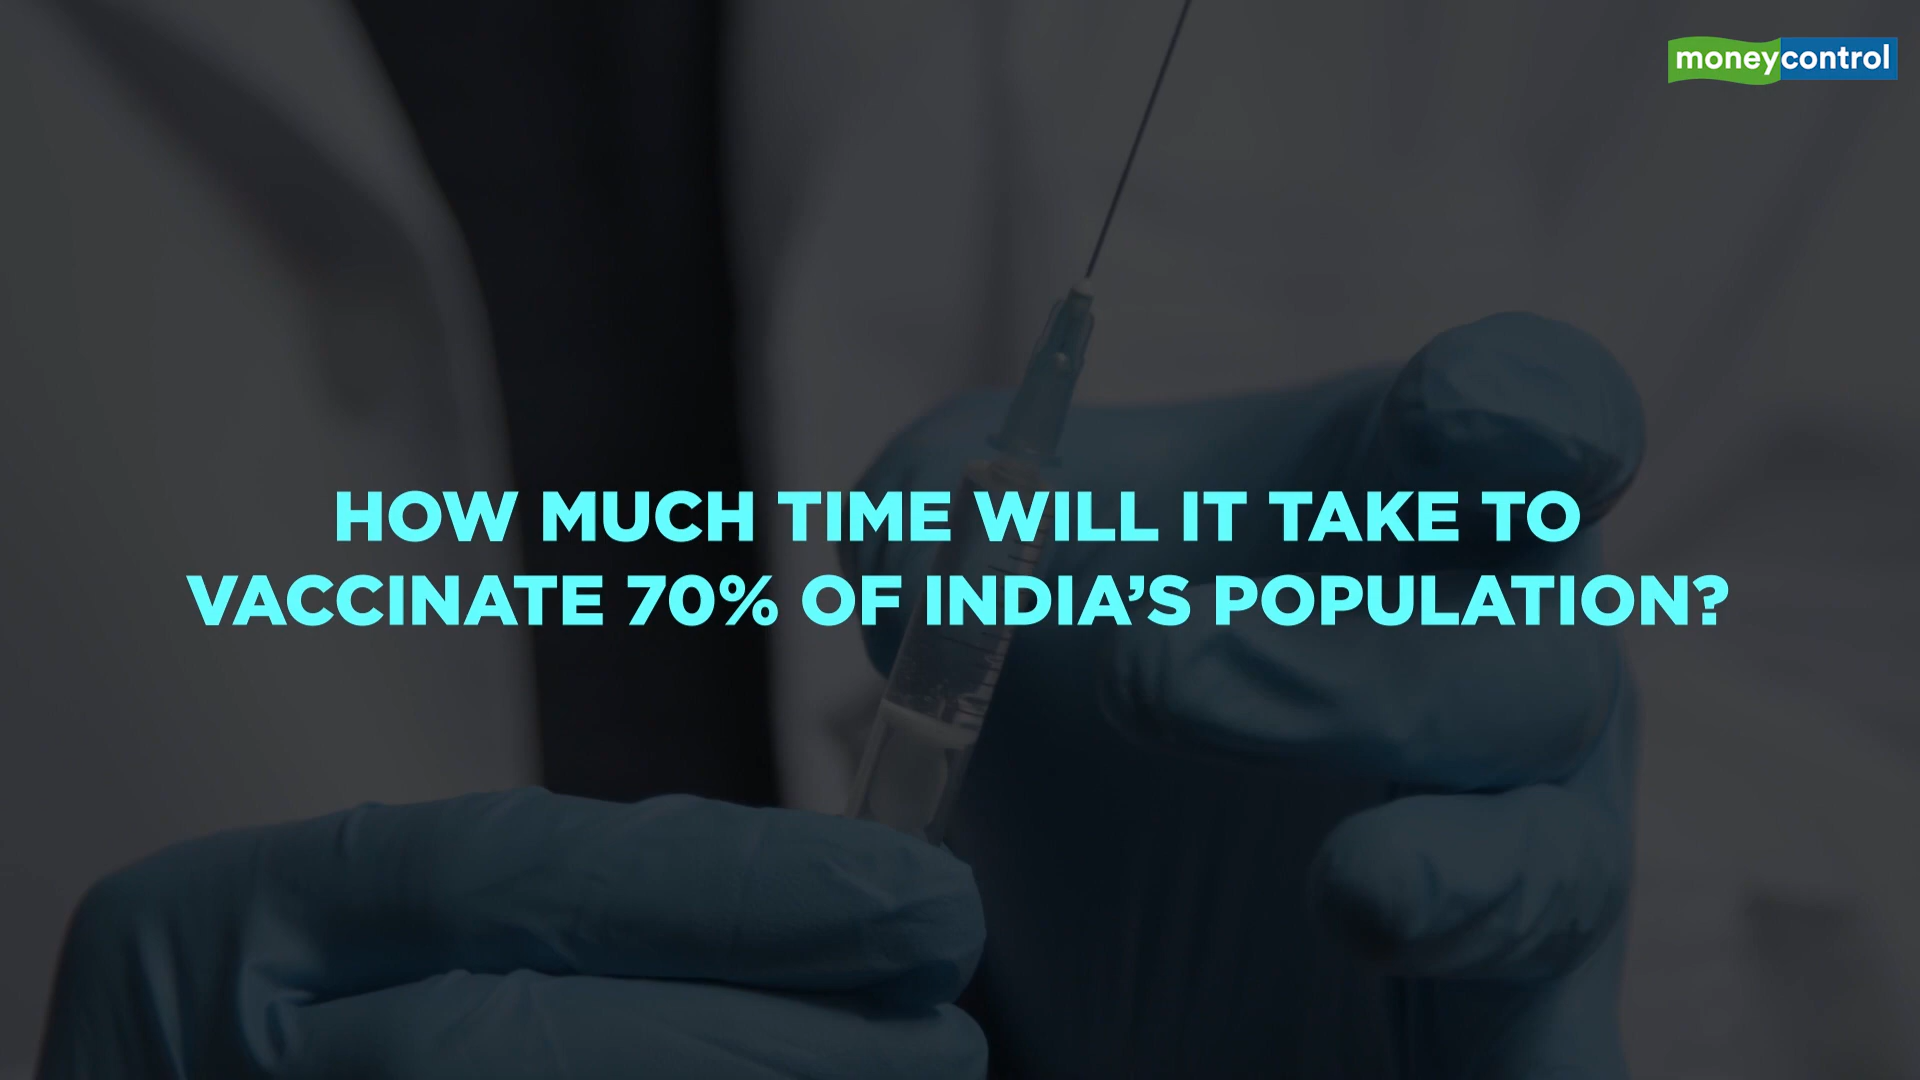 moneycontrol
HOW MUCH TIME WILL IT TAKE TO
VACCINATE 70% OF INDIA’S POPULATION?